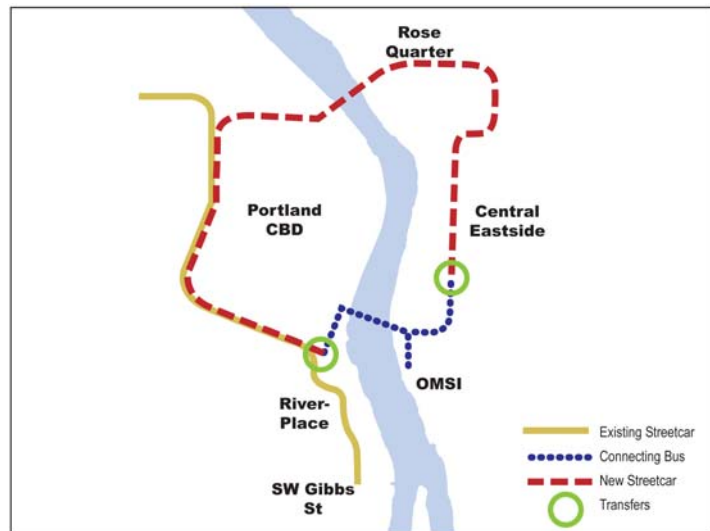 Rose
Quarter
Portland
CBD
Central
Eastside
OMSI
River-
Place
SW Gibbs
St
Existing Streetcar
Connecting Bus
New Streetcar
Transfers